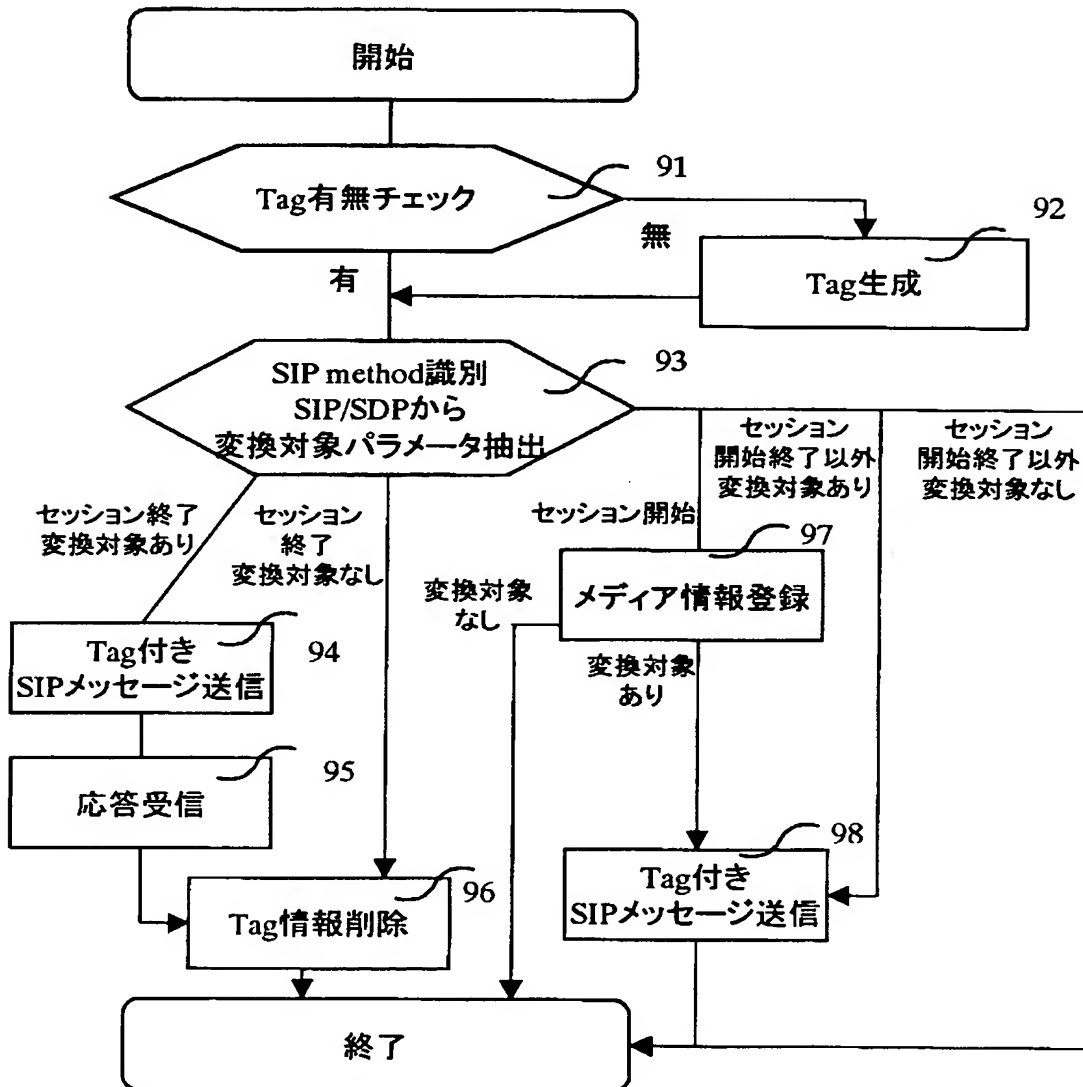 開始
Tag有無チェック
91
92
無
有
Tag生成
SIP method識別
SIP/SDPから
変換対象パラメータ抽出
93
セッション終了
変換対象あり
セッション
終了
変換対象なし
セッション開始
セッション
開始終了以外
変換対象あり
セッション
開始終了以外
変換対象なし
97
メディア情報登録
変換対象
なし
変換対象
あり
Tag付き
SIPメッセージ送信
94
応答受信
95
Tag情報削除
96
Tag付き
SIPメッセージ送信
98
終了